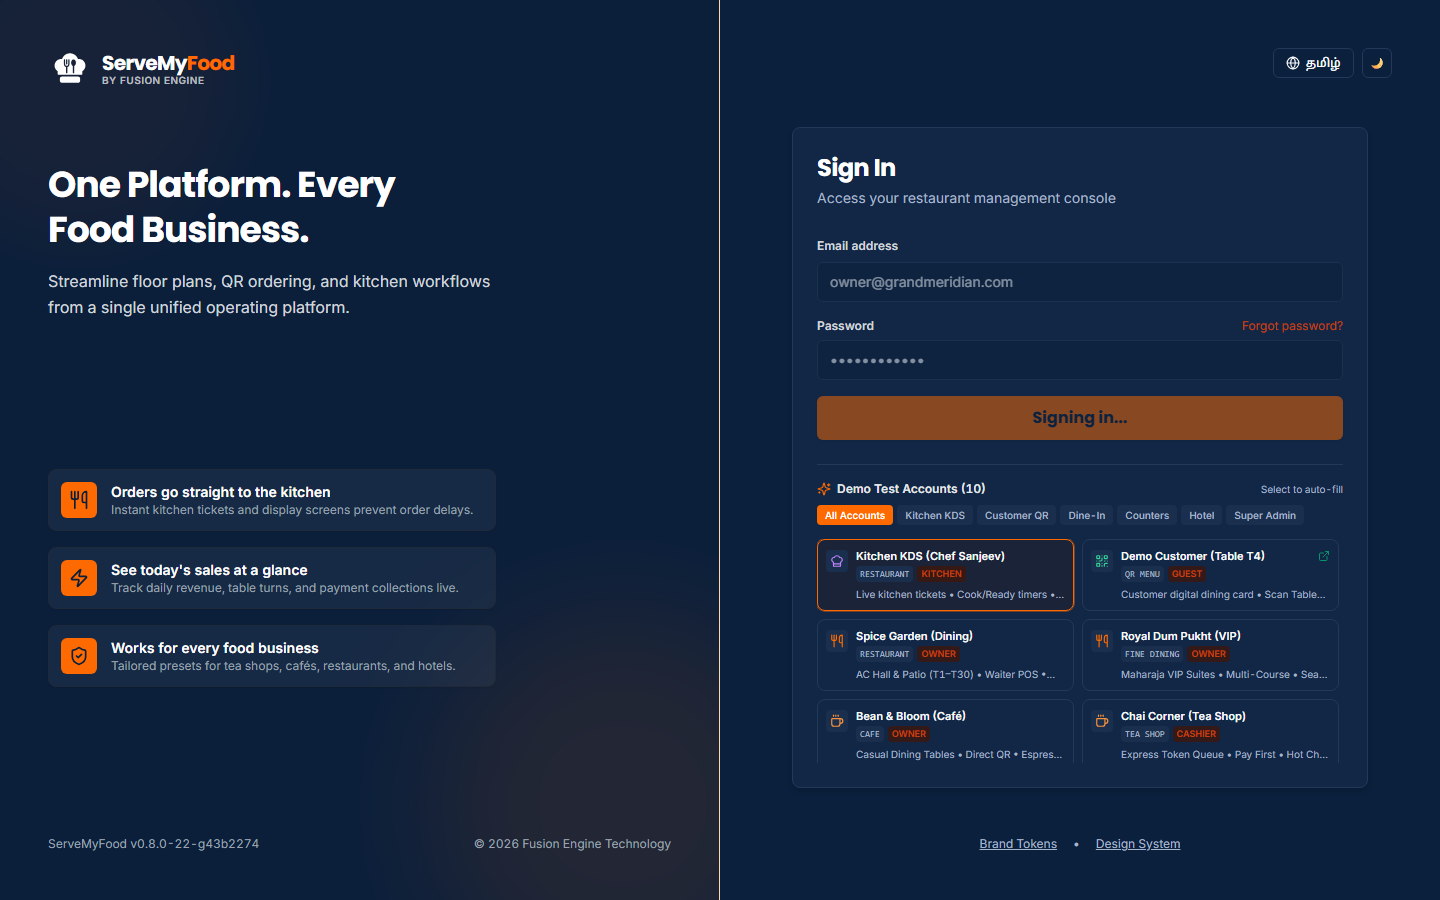 ServeMyFood
BY FUSION ENGINE
One Platform. Every
Food Business.
Streamline floor plans, QR ordering, and kitchen workflows
from a single unified operating platform.
Orders go straight to the kitchen
Instant kitchen tickets and display screens prevent order delays.
See today's sales at a glance
Track daily revenue, table turns, and payment collections live.
Works for every food business
Tailored presets for tea shops, cafés, restaurants, and hotels.
ServeMyFood v0.8.0-22-g43b2274
© 2026 Fusion Engine Technology
தமிழ்
Sign In
Access your restaurant management console
Email address
owner@grandmeridian.com
Password
Forgot password?
••••••••••••
Signing in...
Demo Test Accounts (10)
Select to auto-fill
All Accounts
Kitchen KDS
Customer QR
Dine-In
Counters
Hotel
Super Admin
Kitchen KDS (Chef Sanjeev)
RESTAURANT KITCHEN
Live kitchen tickets • Cook/Ready timers •...
Demo Customer (Table T4)
QR MENU GUEST
Customer digital dining card • Scan Table...
Spice Garden (Dining)
RESTAURANT OWNER
AC Hall & Patio (T1–T30) • Waiter POS •...
Royal Dum Pukht (VIP)
FINE DINING OWNER
Maharaja VIP Suites • Multi-Course • Sea...
Bean & Bloom (Café)
CAFE OWNER
Casual Dining Tables • Direct QR • Espres...
Chai Corner (Tea Shop)
TEA SHOP CASHIER
Express Token Queue • Pay First • Hot Ch...
Brand Tokens • Design System